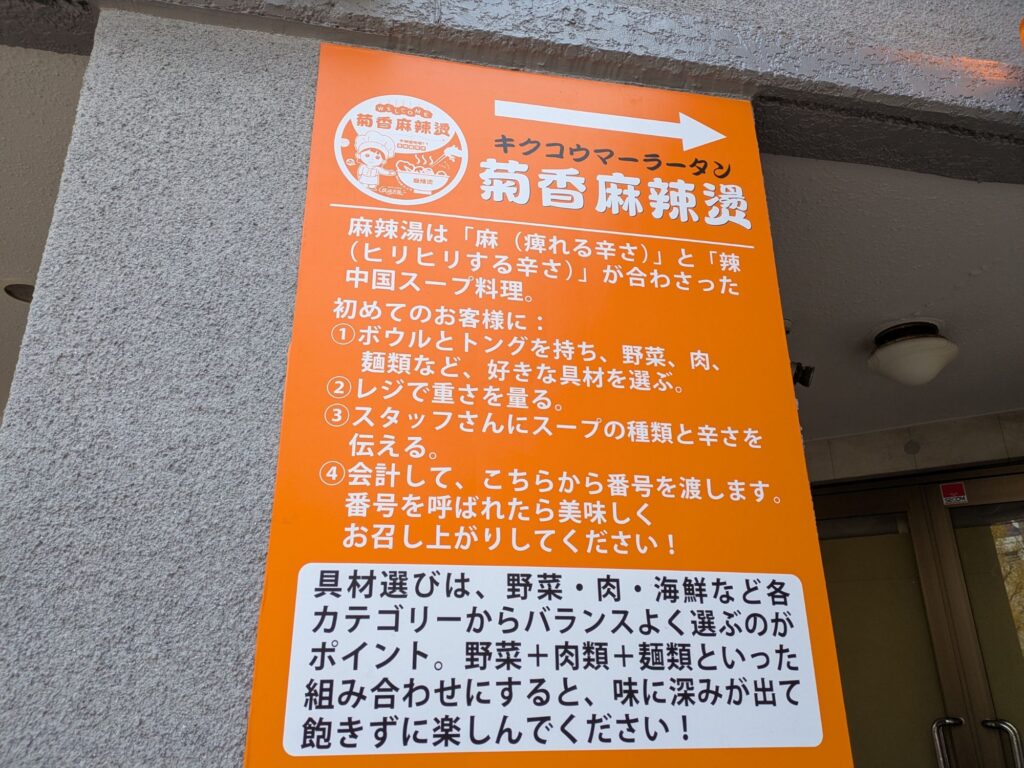 WELCOME
菊香麻辣烫
キクコウマーラータン
菊香麻辣烫
麻辣湯は「麻（痺れる辛さ）」と「辣
（ヒリヒリする辛さ）」が合わさった
中国スープ料理。
初めてのお客様に：
①ボウルとトングを持ち、野菜、肉、
麺類など、好きな具材を選ぶ。
②レジで重さを量る。
③スタッフさんにスープの種類と辛さを
伝える。
④会計して、こちらから番号を渡します。
番号を呼ばれたら美味しく
お召し上がりしてください！
具材選びは、野菜・肉・海鮮など各
カテゴリーからバランスよく選ぶのが
ポイント。野菜＋肉類＋麺類といった
組み合わせにすると、味に深みが出て
飽きずに楽しんでください！